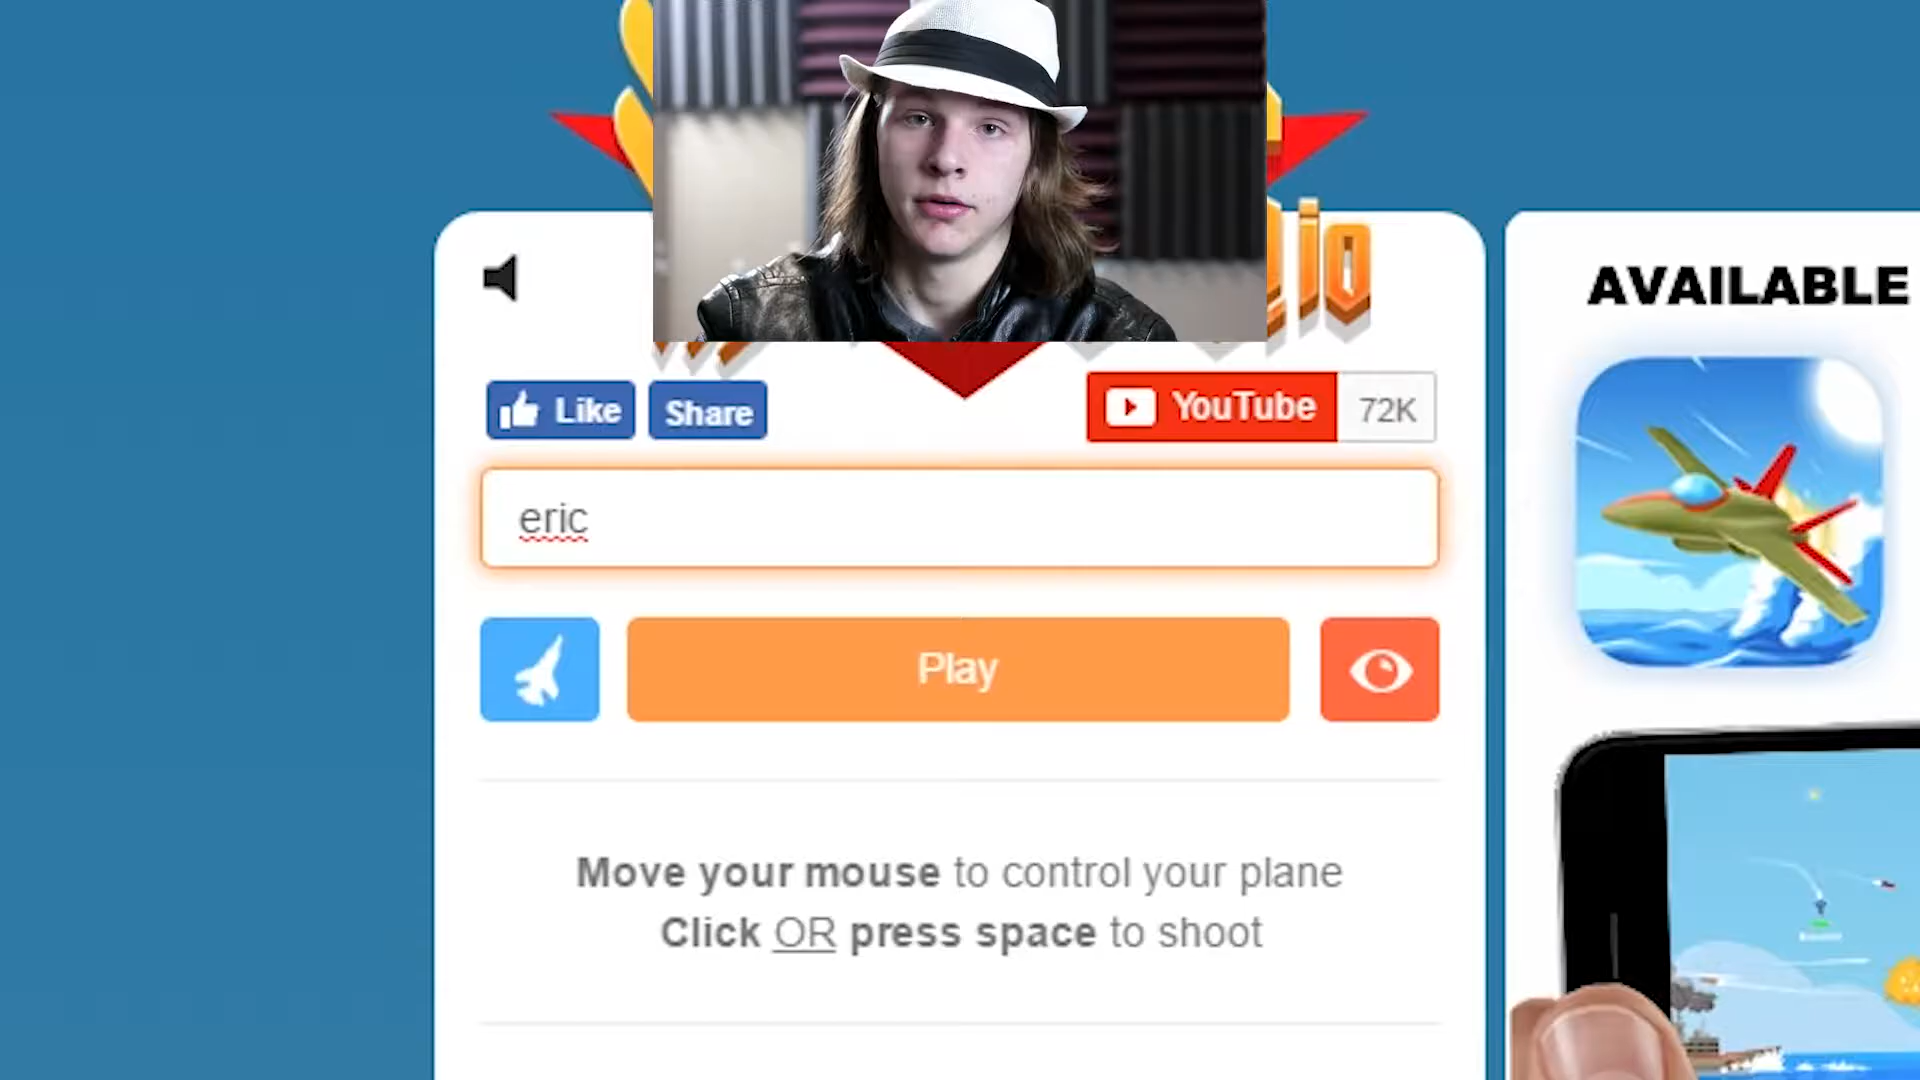 .io
AVAILABLE
Like
Share
YouTube
72K
eric
Play
Move your mouse to control your plane
Click OR press space to shoot